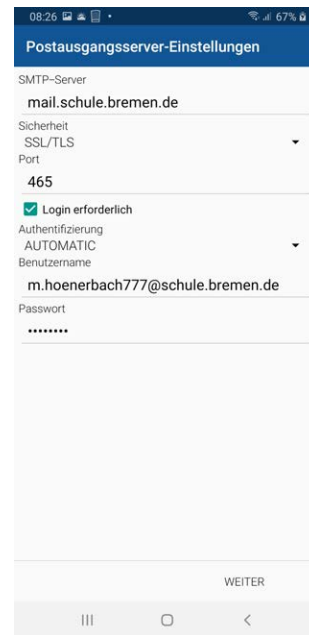 08:26 67%
Postausgangsserver-Einstellungen
SMTP-Server
mail.schule.bremen.de
Sicherheit
SSL/TLS
Port
465
Login erforderlich
Authentifizierung
AUTOMATIC
Benutzername
m.hoenerbach777@schule.bremen.de
Passwort
••••••••
WEITER